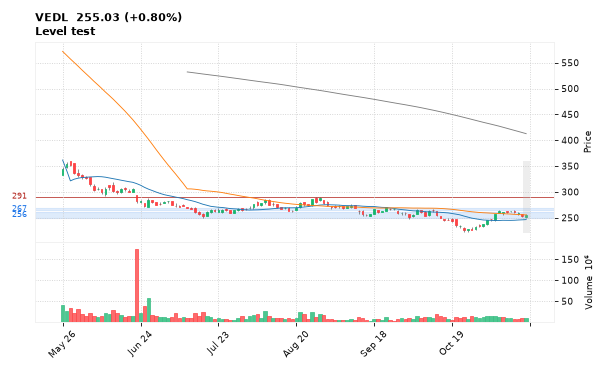 VEDL 255.03 (+0.80%)
Level test
550
500
450
400
350
300
250
Price
291
267
256
150
100
50
Volume 10⁶
May 26
Jun 24
Jul 23
Aug 20
Sep 18
Oct 19